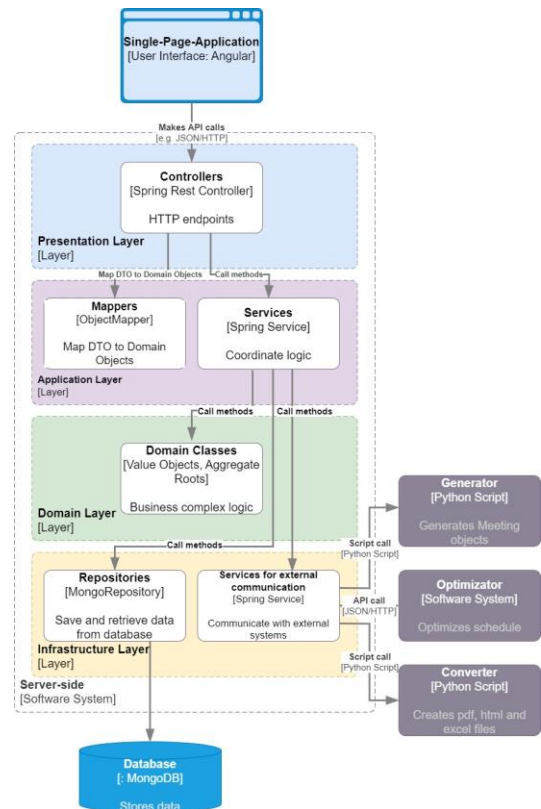 Single-Page-Application
[User Interface: Angular]
Makes API calls
[e.g. JSON/HTTP]
Controllers
[Spring Rest Controller]
HTTP endpoints
Presentation Layer
[Layer]
Map DTO to Domain Objects
Call methods
Mappers
[ObjectMapper]
Map DTO to Domain
Objects
Services
[Spring Service]
Coordinate logic
Application Layer
[Layer]
Call methods
Call methods
Domain Classes
[Value Objects, Aggregate
Roots]
Business complex logic
Domain Layer
[Layer]
Generator
[Python Script]
Generates Meeting
objects
Call methods
Script call
[Python Script]
Repositories
[MongoRepository]
Save and retrieve data
from database
Services for external
communication
[Spring Service]
Communicate with external
systems
API call
[JSON/HTTP]
Optimizator
[Software System]
Optimizes schedule
Infrastructure Layer
[Layer]
Script call
[Python Script]
Converter
[Python Script]
Creates pdf, html and
excel files
Server-side
[Software System]
Database
[: MongoDB]
Stores data